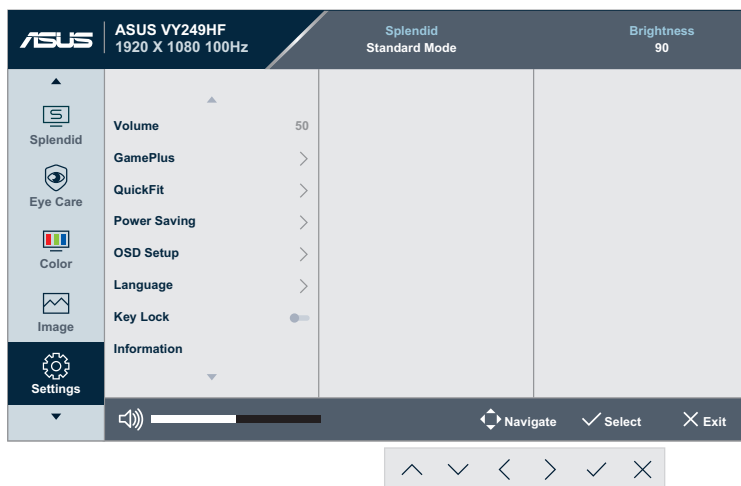 ASUS
ASUS VY249HF
1920 X 1080 100Hz
Splendid
Standard Mode
Brightness
90
Splendid
Eye Care
Color
Image
Settings
Volume 50
GamePlus
QuickFit
Power Saving
OSD Setup
Language
Key Lock
Information
Navigate
Select
Exit